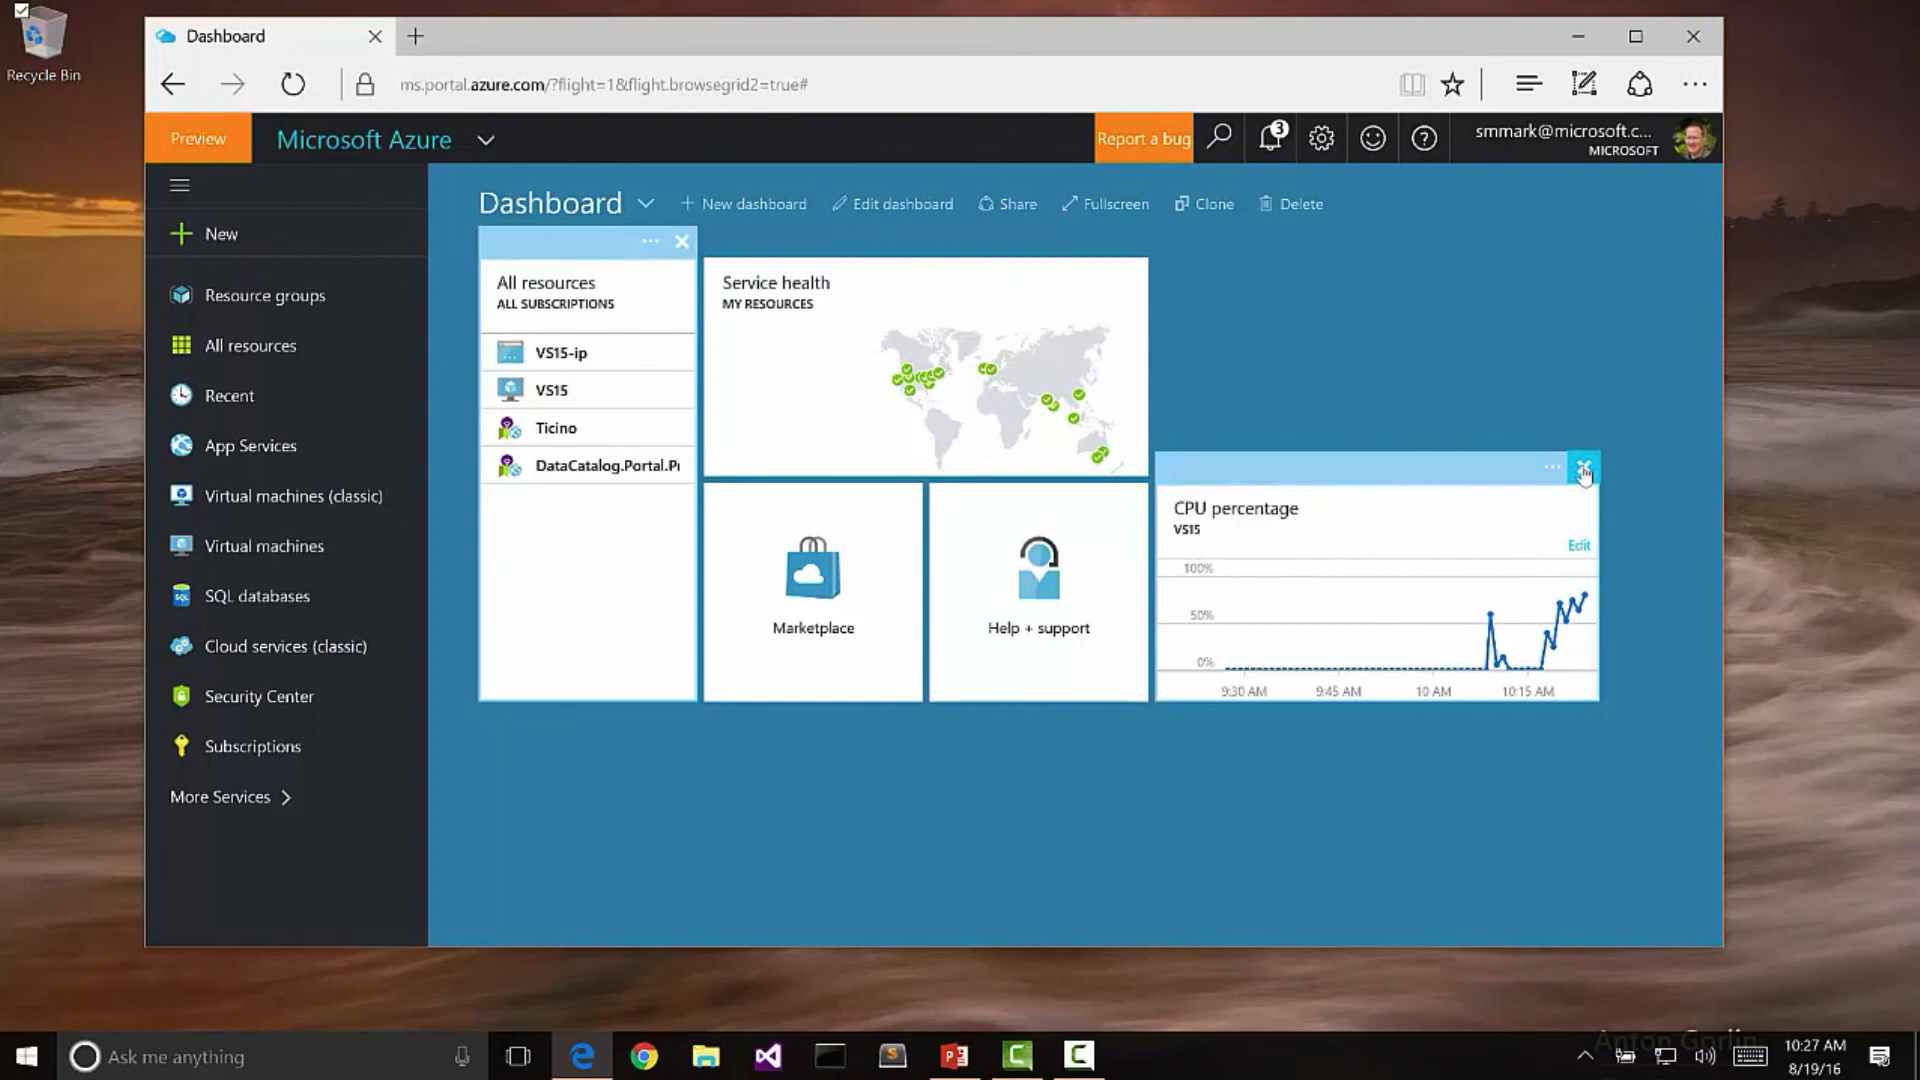 Recycle Bin
Dashboard
ms.portal.azure.com/?flight=1&flight.browsegrid2=true#
Preview
Microsoft Azure
Report a bug
3
smmark@microsoft.c...
MICROSOFT
New
Resource groups
All resources
Recent
App Services
Virtual machines (classic)
Virtual machines
SQL databases
Cloud services (classic)
Security Center
Subscriptions
More Services
Dashboard
New dashboard
Edit dashboard
Share
Fullscreen
Clone
Delete
All resources
ALL SUBSCRIPTIONS
VS15-ip
VS15
Ticino
DataCatalog.Portal.Pr
Service health
MY RESOURCES
Marketplace
Help + support
CPU percentage
VS15
Edit
100%
50%
0%
9:30 AM 9:45 AM 10 AM 10:15 AM
Anton Gorlin
Ask me anything
10:27 AM
8/19/16